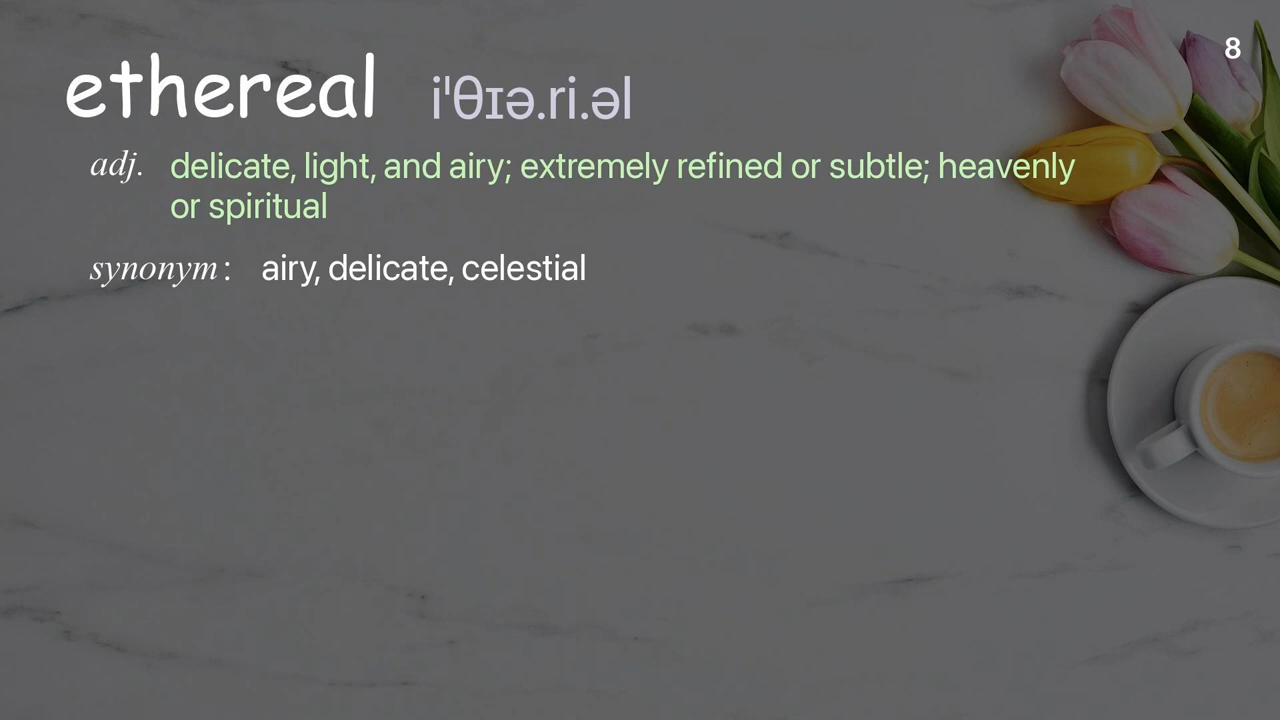 8
ethereal iˈθɪə.ri.əl
adj. delicate, light, and airy; extremely refined or subtle; heavenly
or spiritual
synonym: airy, delicate, celestial